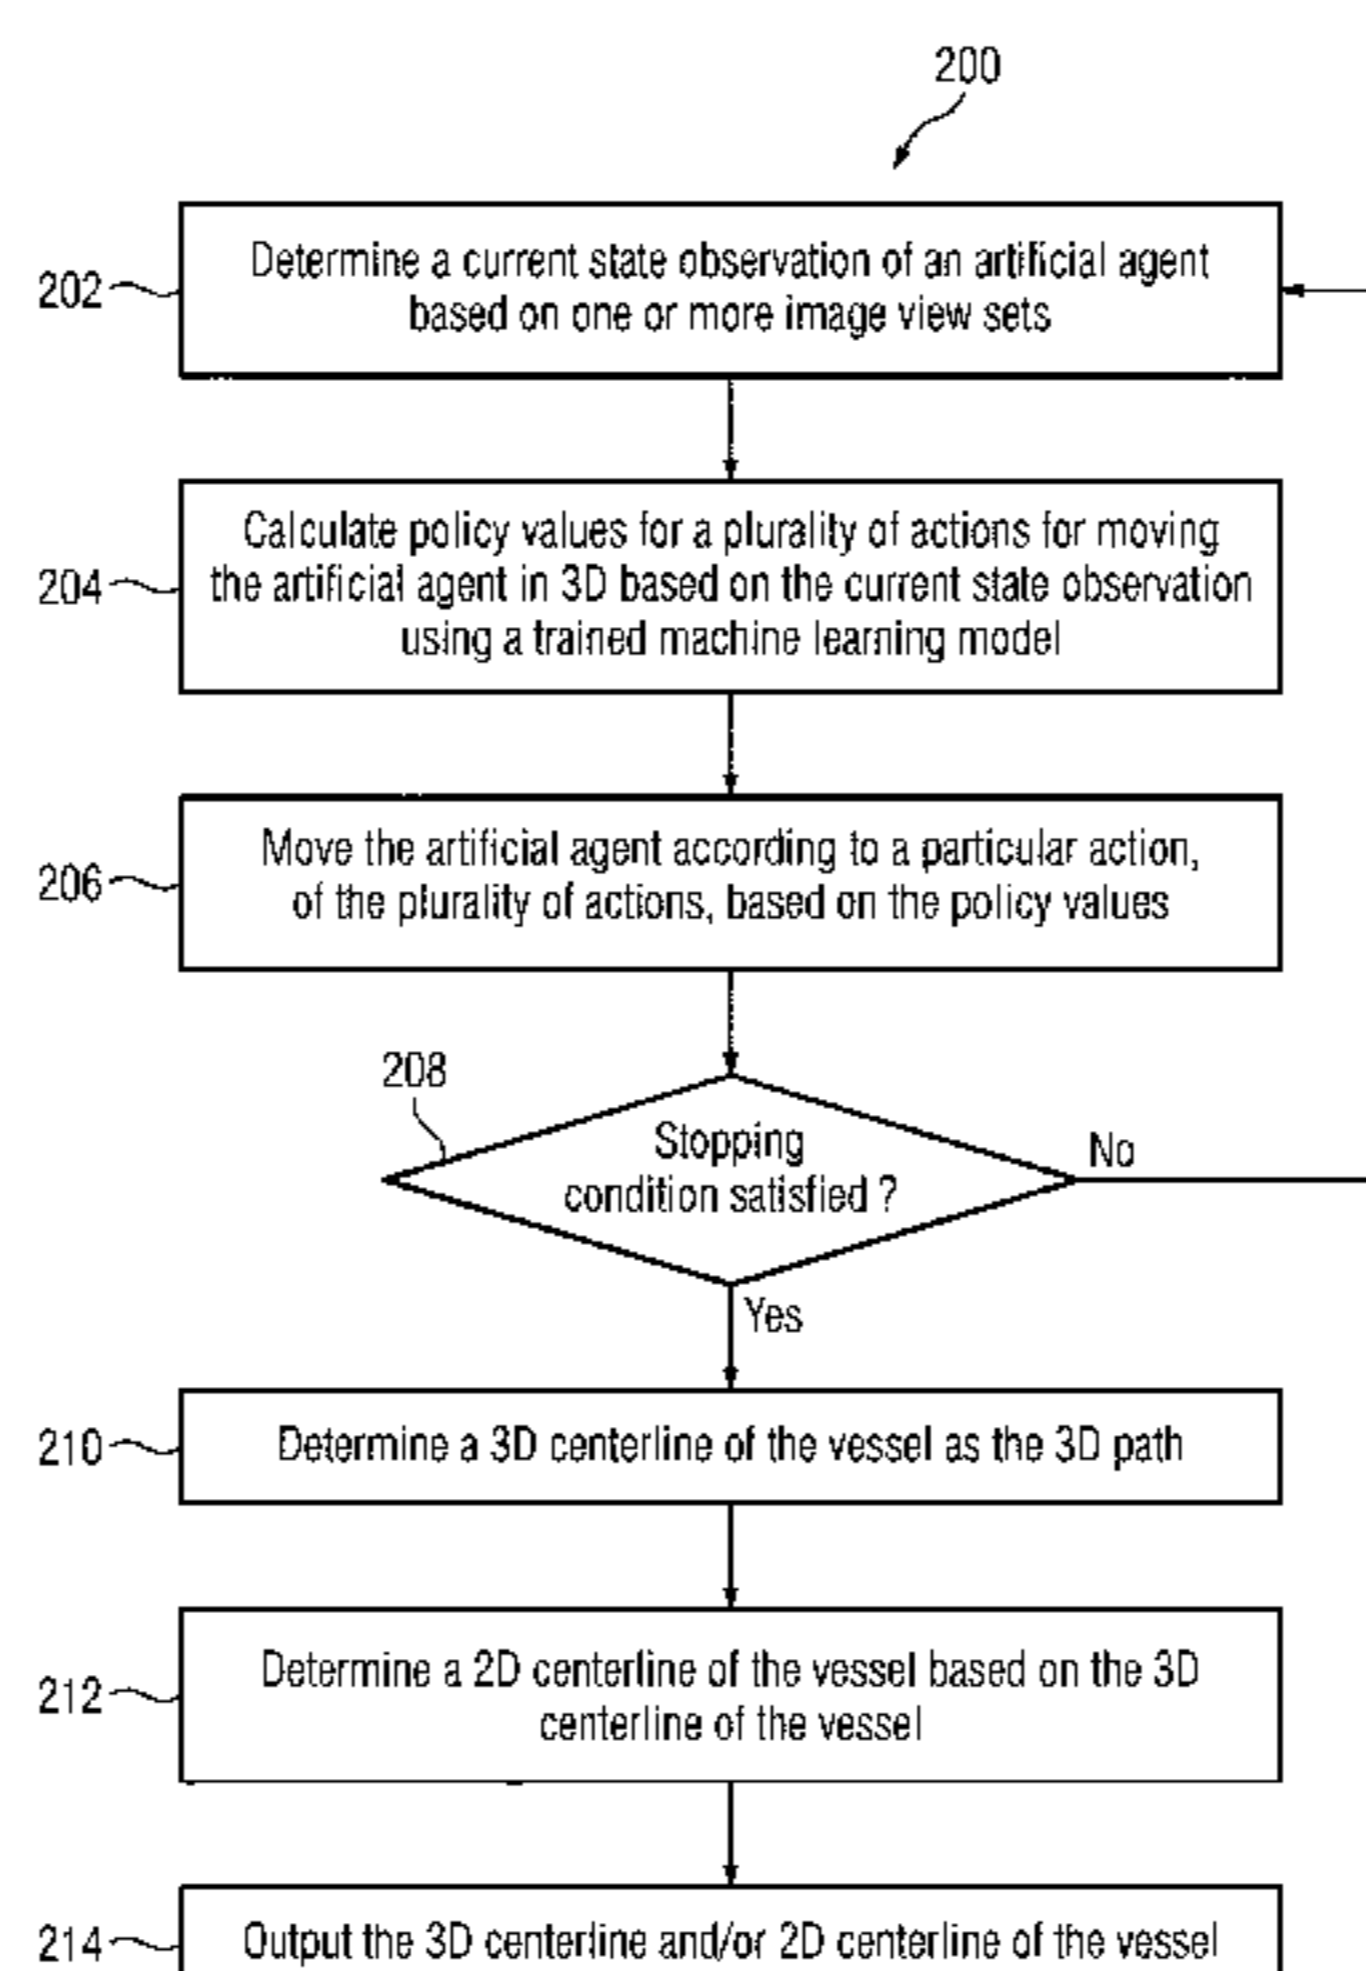 200
202
Determine a current state observation of an artificial agent
based on one or more image view sets
204
Calculate policy values for a plurality of actions for moving
the artificial agent in 3D based on the current state observation
using a trained machine learning model
206
Move the artificial agent according to a particular action,
of the plurality of actions, based on the policy values
208
Stopping
condition satisfied ?
No
Yes
210
Determine a 3D centerline of the vessel as the 3D path
212
Determine a 2D centerline of the vessel based on the 3D
centerline of the vessel
214
Output the 3D centerline and/or 2D centerline of the vessel